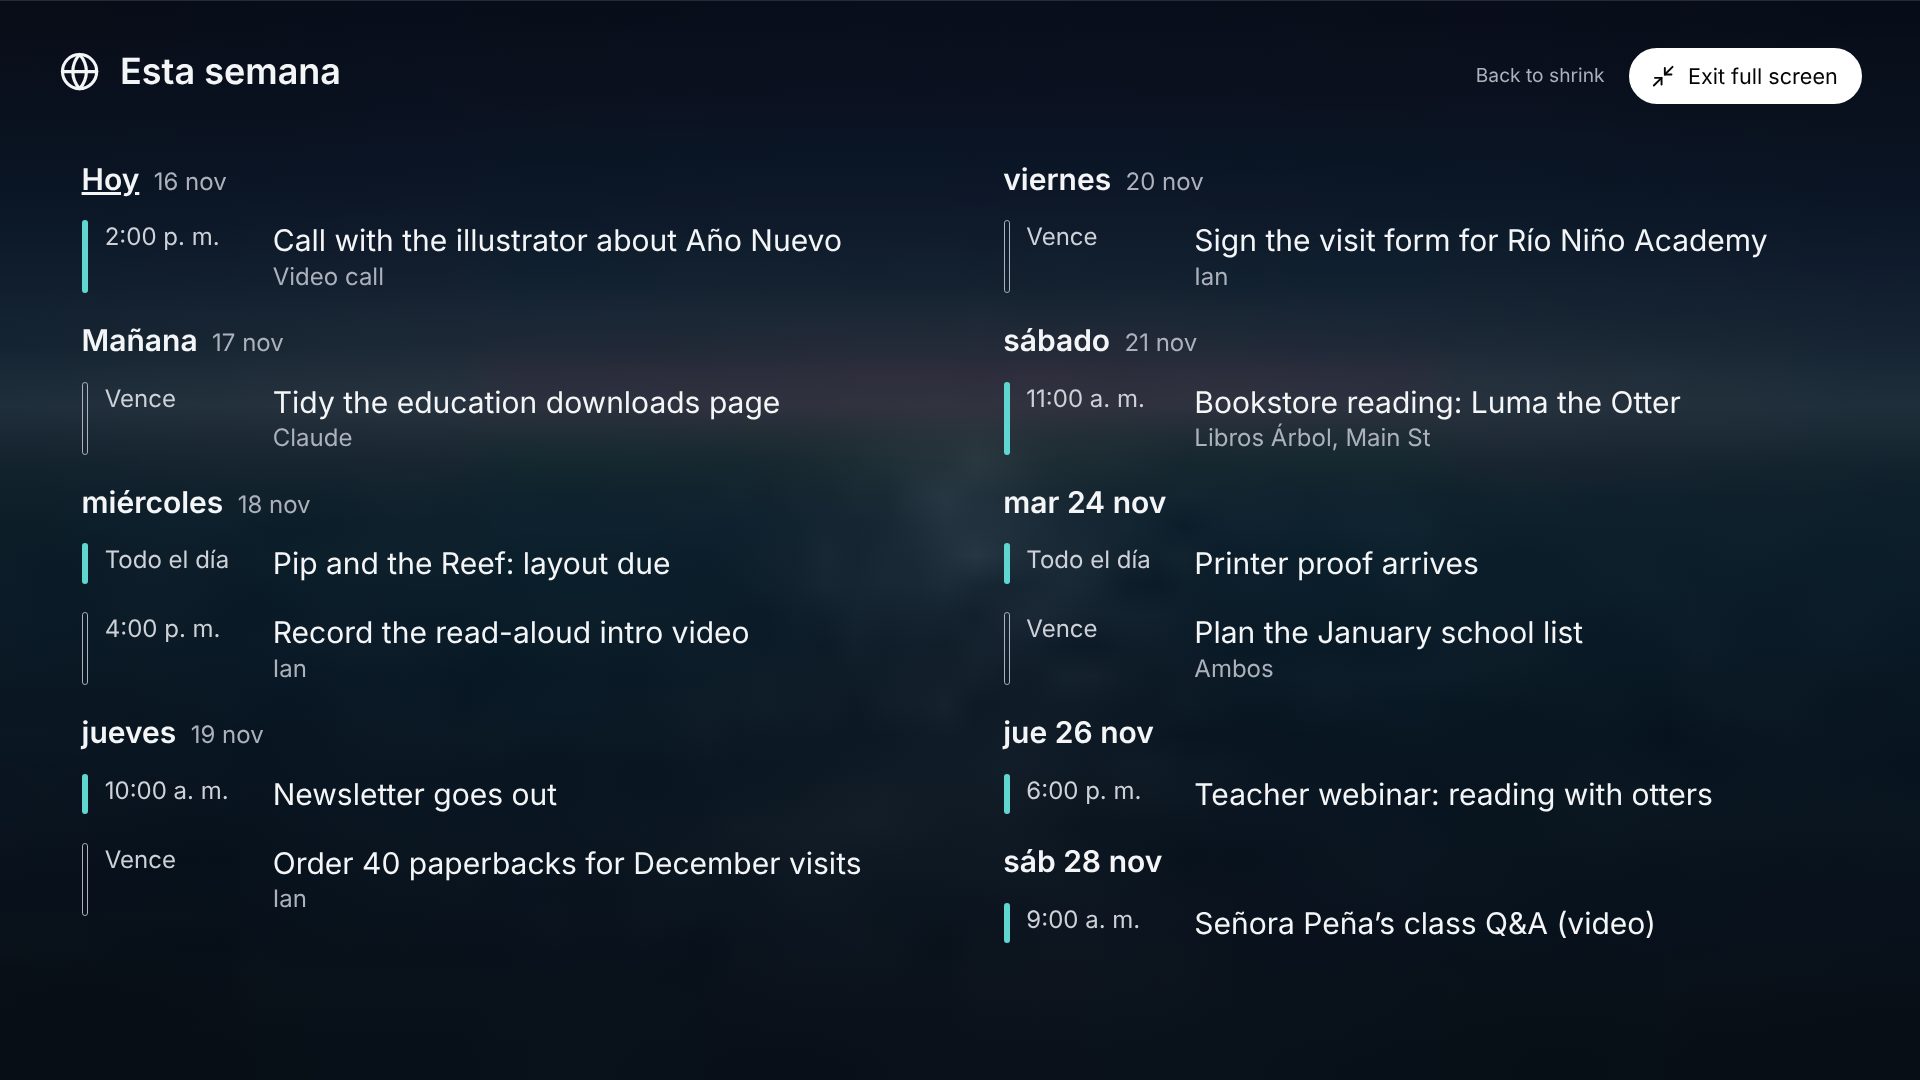 Esta semana
Back to shrink
Exit full screen
Hoy 16 nov
2:00 p. m. Call with the illustrator about Año Nuevo
Video call
Mañana 17 nov
Vence Tidy the education downloads page
Claude
miércoles 18 nov
Todo el día Pip and the Reef: layout due
4:00 p. m. Record the read-aloud intro video
Ian
jueves 19 nov
10:00 a. m. Newsletter goes out
Vence Order 40 paperbacks for December visits
Ian
viernes 20 nov
Vence Sign the visit form for Río Niño Academy
Ian
sábado 21 nov
11:00 a. m. Bookstore reading: Luma the Otter
Libros Árbol, Main St
mar 24 nov
Todo el día Printer proof arrives
Vence Plan the January school list
Ambos
jue 26 nov
6:00 p. m. Teacher webinar: reading with otters
sáb 28 nov
9:00 a. m. Señora Peña’s class Q&A (video)